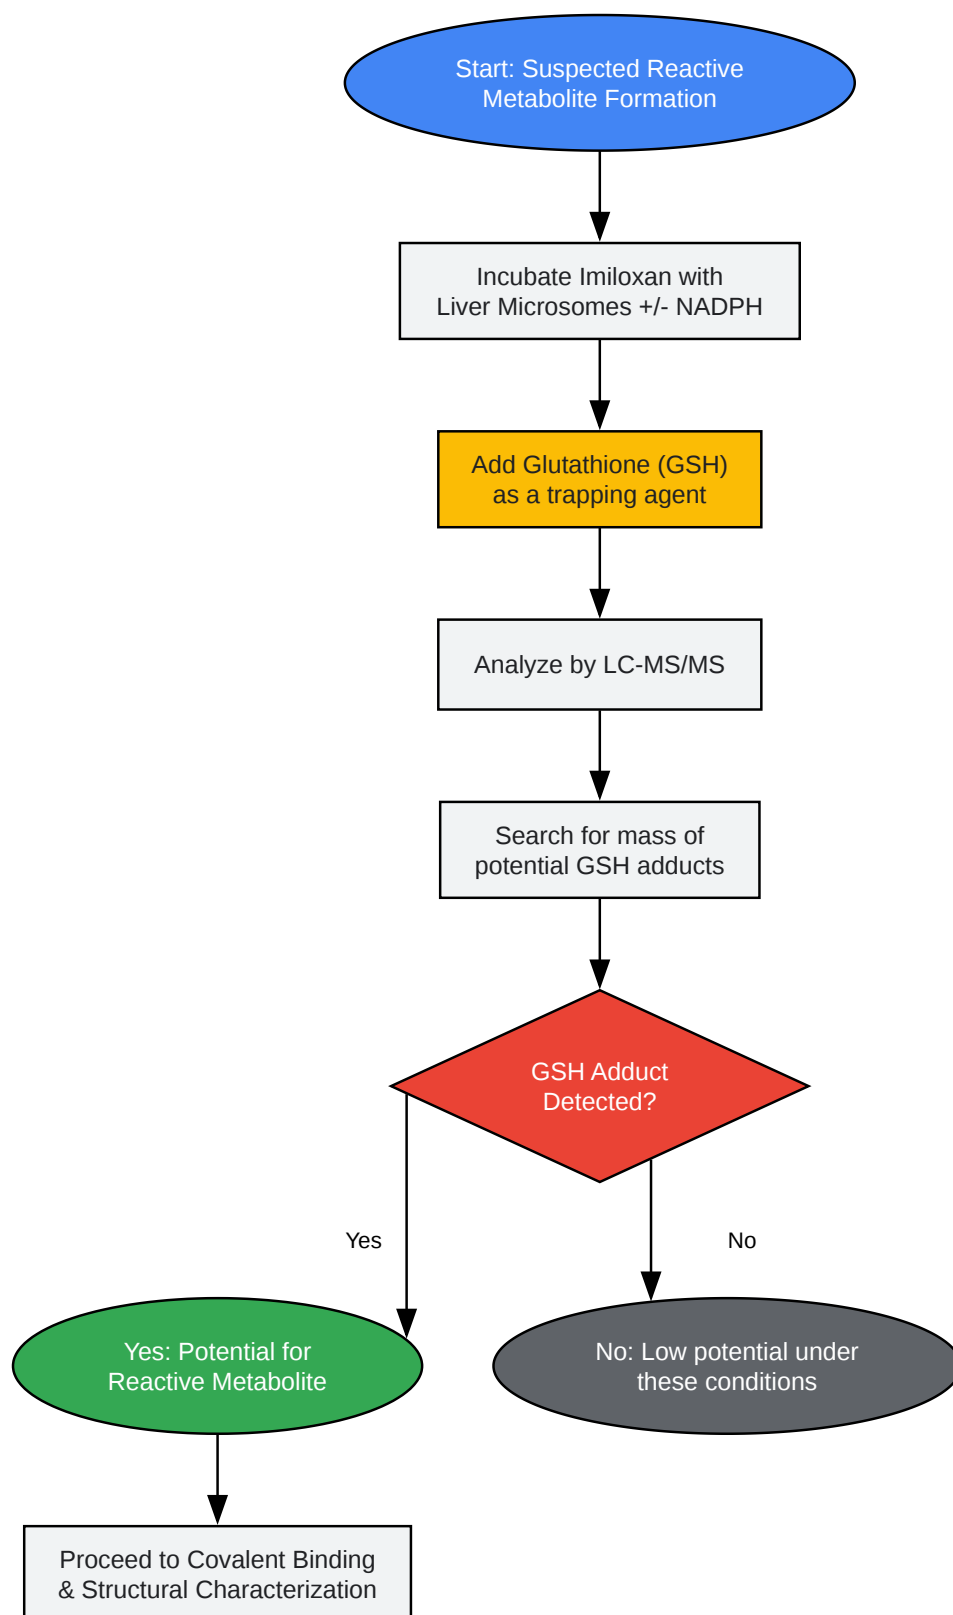 Start: Suspected Reactive
Metabolite Formation
Incubate Imiloxan with
Liver Microsomes +/- NADPH
Add Glutathione (GSH)
as a trapping agent
Analyze by LC-MS/MS
Search for mass of
potential GSH adducts
GSH Adduct
Detected?
Yes
No
Yes: Potential for
Reactive Metabolite
No: Low potential under
these conditions
Proceed to Covalent Binding
& Structural Characterization